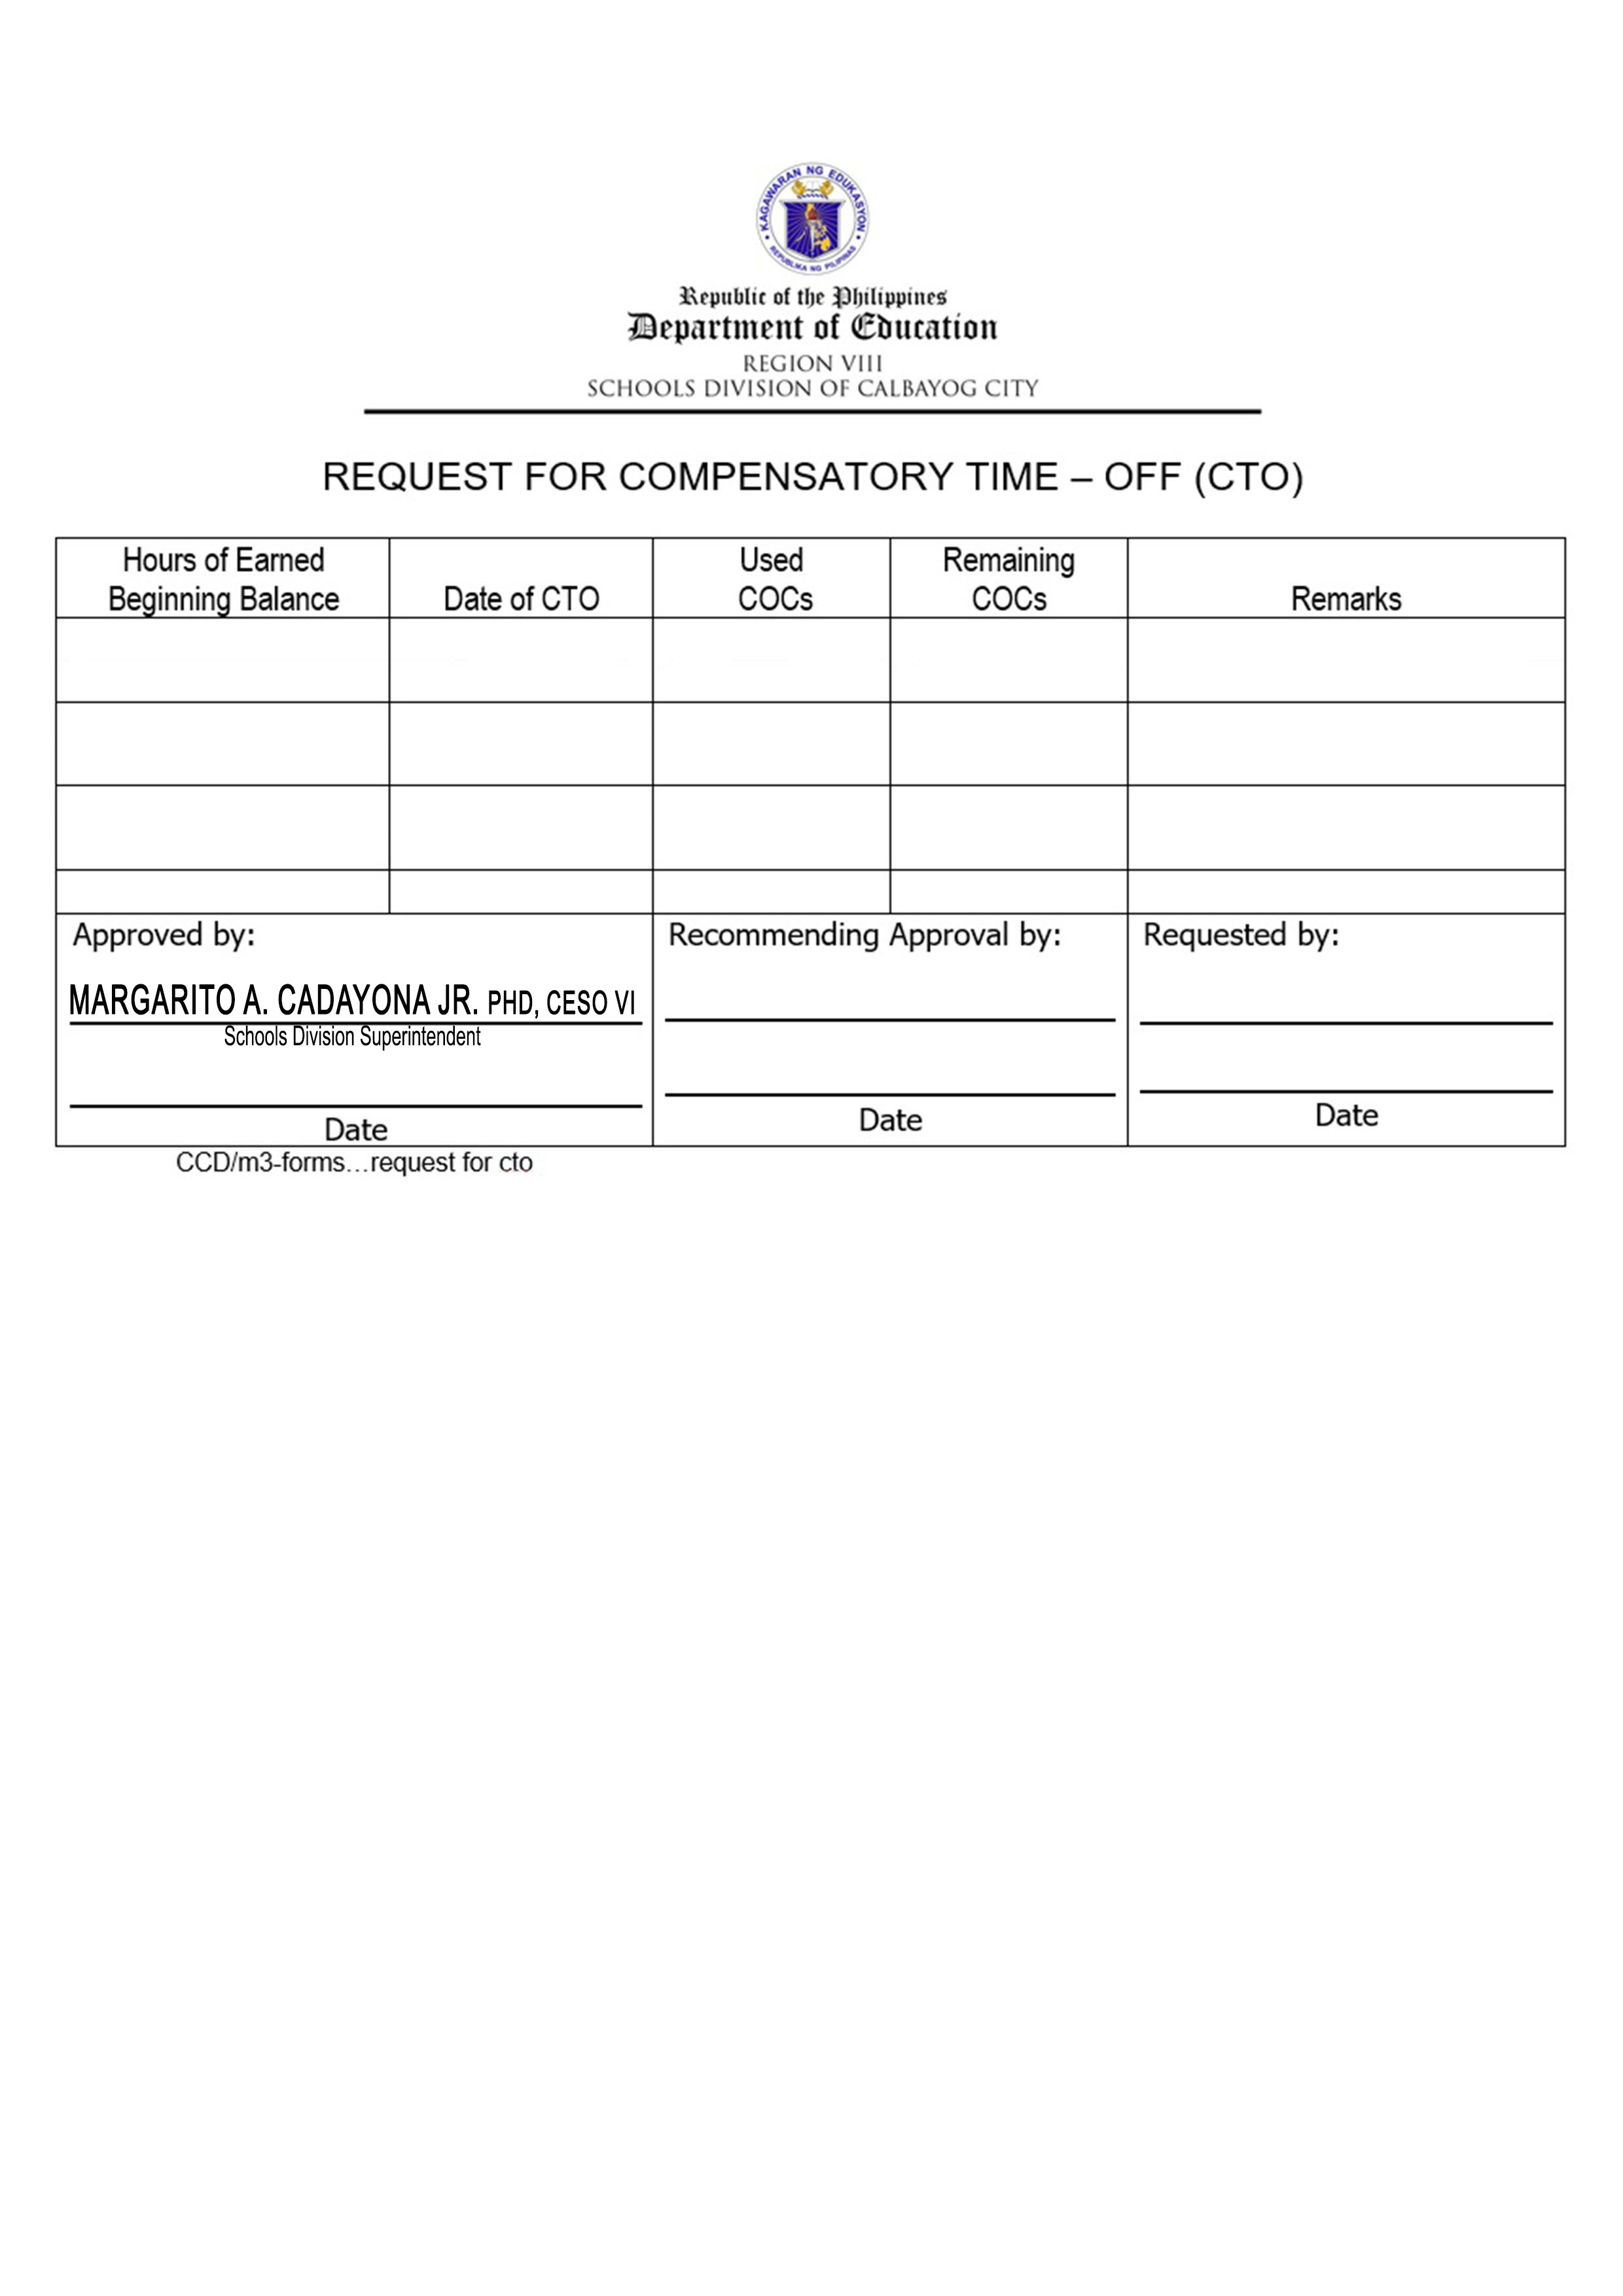 KAGAWARAN NG EDUKASYON
REPUBLIKA NG PILIPINAS
Republic of the Philippines
Department of Education
REGION VIII
SCHOOLS DIVISION OF CALBAYOG CITY
REQUEST FOR COMPENSATORY TIME – OFF (CTO)
Hours of Earned
Beginning Balance
Date of CTO
Used
COCs
Remaining
COCs
Remarks
Approved by:
MARGARITO A. CADAYONA JR. PHD, CESO VI
Schools Division Superintendent
Date
Recommending Approval by:
Date
Requested by:
Date
CCD/m3-forms...request for cto